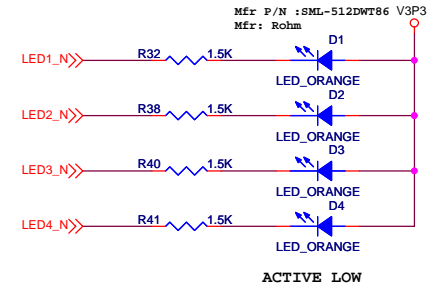 Mfr P/N :SML-512DWT86 V3P3
Mfr: Rohm
D1
LED1_N R32 1.5K
LED_ORANGE
D2
LED2_N R38 1.5K
LED_ORANGE
D3
LED3_N R40 1.5K
LED_ORANGE
D4
LED4_N R41 1.5K
LED_ORANGE
ACTIVE LOW